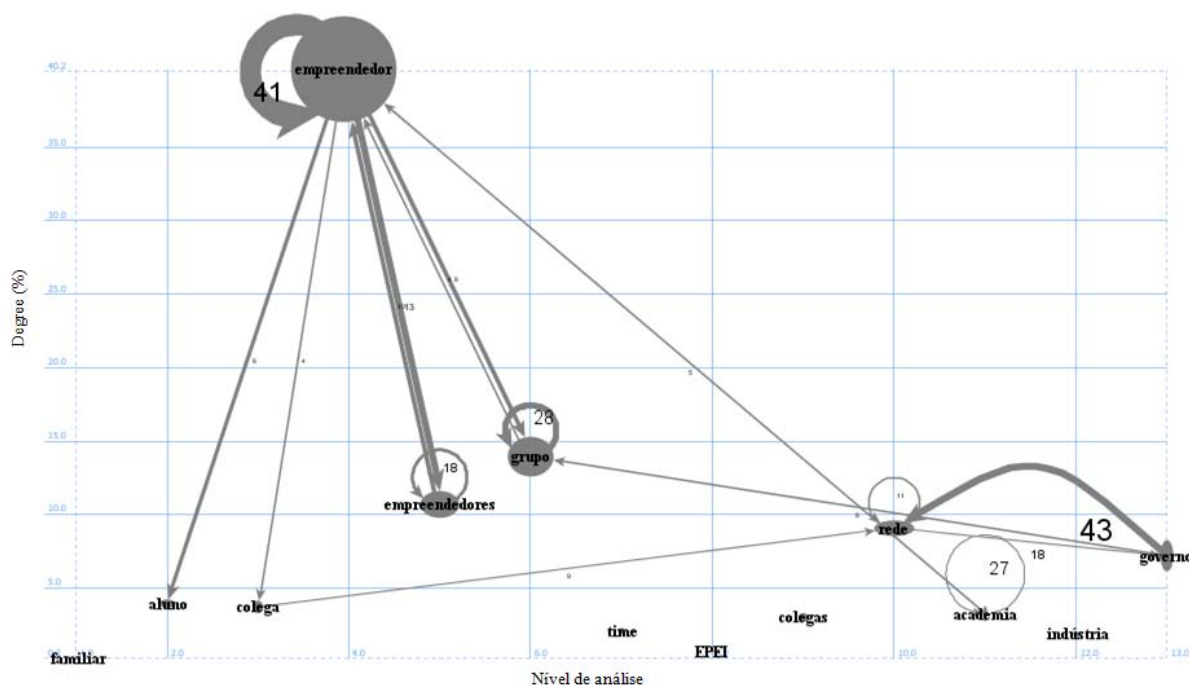 empreendedor
40.2
41
35.0
30.0
Degree (%)
25.0
13
20.0
5
15.0
28
grupo
18
empreendedores
10.0
11
rede
43
governo
18
27
5.0
aluno
colega
academia
colegas
time
indústria
familiar
EPEI
2.0
4.0
6.0
10.0
12.0
13.0
Nível de análise